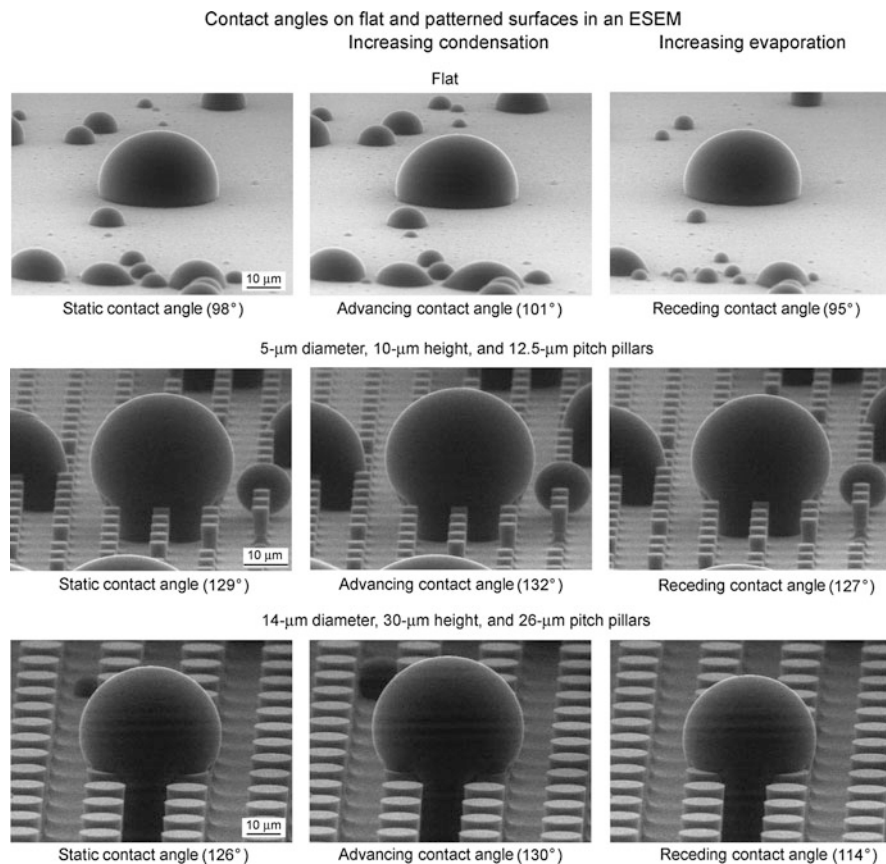 Contact angles on flat and patterned surfaces in an ESEM
Increasing condensation Increasing evaporation
Flat
10 μm
Static contact angle (98°) Advancing contact angle (101°) Receding contact angle (95°)
5-μm diameter, 10-μm height, and 12.5-μm pitch pillars
10 μm
Static contact angle (129°) Advancing contact angle (132°) Receding contact angle (127°)
14-μm diameter, 30-μm height, and 26-μm pitch pillars
10 μm
Static contact angle (126°) Advancing contact angle (130°) Receding contact angle (114°)